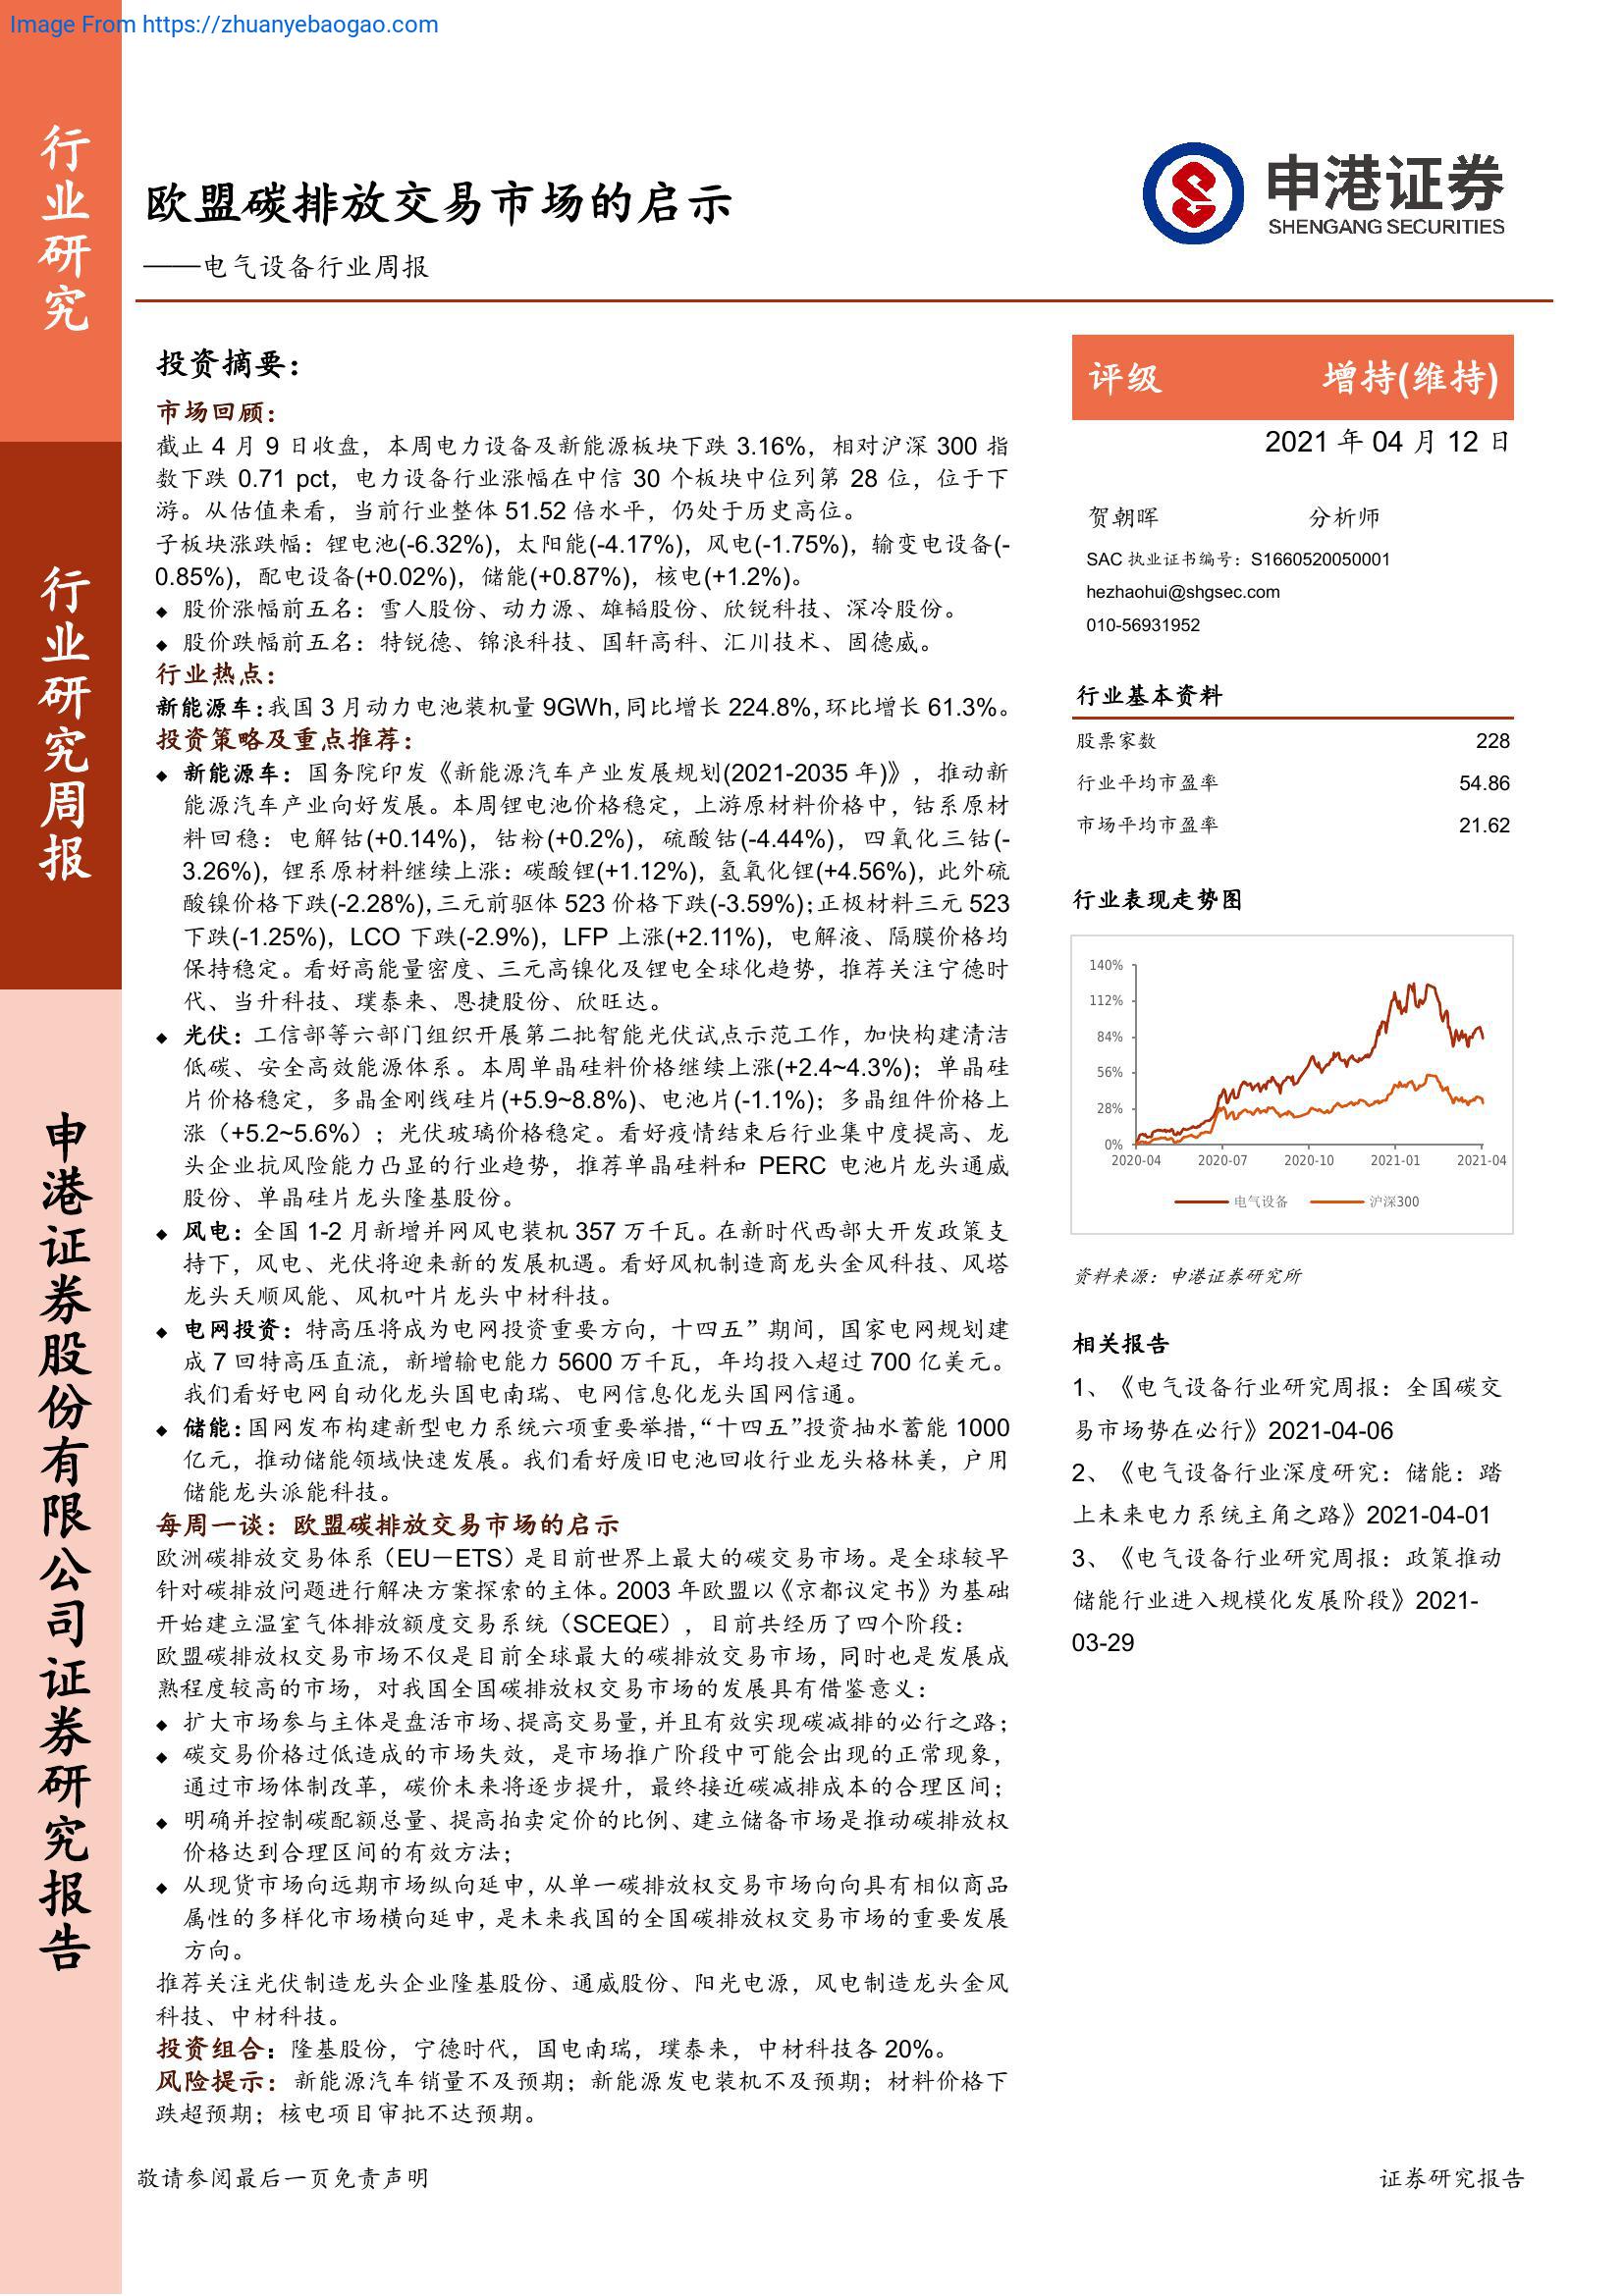 Image From https://zhuanyebaogao.com
行业研究
行业研究周报
申港证券股份有限公司证券研究报告
欧盟碳排放交易市场的启示
——电气设备行业周报
申港证券
SHENGANG SECURITIES
投资摘要：
市场回顾：
截止 4 月 9 日收盘，本周电力设备及新能源板块下跌 3.16%，相对沪深 300 指
数下跌 0.71 pct，电力设备行业涨幅在中信 30 个板块中位列第 28 位，位于下
游。从估值来看，当前行业整体 51.52 倍水平，仍处于历史高位。
子板块涨跌幅：锂电池(-6.32%)，太阳能(-4.17%)，风电(-1.75%)，输变电设备(-
0.85%)，配电设备(+0.02%)，储能(+0.87%)，核电(+1.2%)。
◆ 股价涨幅前五名：雪人股份、动力源、雄韬股份、欣锐科技、深冷股份。
◆ 股价跌幅前五名：特锐德、锦浪科技、国轩高科、汇川技术、固德威。
行业热点：
新能源车：我国 3 月动力电池装机量 9GWh，同比增长 224.8%，环比增长 61.3%。
投资策略及重点推荐：
◆ 新能源车：国务院印发《新能源汽车产业发展规划(2021-2035 年)》，推动新
能源汽车产业向好发展。本周锂电池价格稳定，上游原材料价格中，钴系原材
料回稳：电解钴(+0.14%)，钴粉(+0.2%)，硫酸钴(-4.44%)，四氧化三钴(-
3.26%)，锂系原材料继续上涨：碳酸锂(+1.12%)，氢氧化锂(+4.56%)，此外硫
酸镍价格下跌(-2.28%)，三元前驱体 523 价格下跌(-3.59%)；正极材料三元 523
下跌(-1.25%)，LCO 下跌(-2.9%)，LFP 上涨(+2.11%)，电解液、隔膜价格均
保持稳定。看好高能量密度、三元高镍化及锂电全球化趋势，推荐关注宁德时
代、当升科技、璞泰来、恩捷股份、欣旺达。
◆ 光伏：工信部等六部门组织开展第二批智能光伏试点示范工作，加快构建清洁
低碳、安全高效能源体系。本周单晶硅料价格继续上涨(+2.4~4.3%)；单晶硅
片价格稳定，多晶金刚线硅片(+5.9~8.8%)、电池片(-1.1%)；多晶组件价格上
涨（+5.2~5.6%）；光伏玻璃价格稳定。看好疫情结束后行业集中度提高、龙
头企业抗风险能力凸显的行业趋势，推荐单晶硅料和 PERC 电池片龙头通威
股份、单晶硅片龙头隆基股份。
◆ 风电：全国 1-2 月新增并网风电装机 357 万千瓦。在新时代西部大开发政策支
持下，风电、光伏将迎来新的发展机遇。看好风机制造商龙头金风科技、风塔
龙头天顺风能、风机叶片龙头中材科技。
◆ 电网投资：特高压将成为电网投资重要方向，十四五”期间，国家电网规划建
成 7 回特高压直流，新增输电能力 5600 万千瓦，年均投入超过 700 亿美元。
我们看好电网自动化龙头国电南瑞、电网信息化龙头国网信通。
◆ 储能：国网发布构建新型电力系统六项重要举措，“十四五”投资抽水蓄能 1000
亿元，推动储能领域快速发展。我们看好废旧电池回收行业龙头格林美，户用
储能龙头派能科技。
每周一谈：欧盟碳排放交易市场的启示
欧洲碳排放交易体系（EU－ETS）是目前世界上最大的碳交易市场。是全球较早
针对碳排放问题进行解决方案探索的主体。2003 年欧盟以《京都议定书》为基础
开始建立温室气体排放额度交易系统（SCEQE），目前共经历了四个阶段：
欧盟碳排放权交易市场不仅是目前全球最大的碳排放交易市场，同时也是发展成
熟程度较高的市场，对我国全国碳排放权交易市场的发展具有借鉴意义：
◆ 扩大市场参与主体是盘活市场、提高交易量，并且有效实现碳减排的必行之路；
◆ 碳交易价格过低造成的市场失效，是市场推广阶段中可能会出现的正常现象，
通过市场体制改革，碳价未来将逐步提升，最终接近碳减排成本的合理区间；
◆ 明确并控制碳配额总量、提高拍卖定价的比例、建立储备市场是推动碳排放权
价格达到合理区间的有效方法；
◆ 从现货市场向远期市场纵向延申，从单一碳排放权交易市场向向具有相似商品
属性的多样化市场横向延申，是未来我国的全国碳排放权交易市场的重要发展
方向。
推荐关注光伏制造龙头企业隆基股份、通威股份、阳光电源，风电制造龙头金风
科技、中材科技。
投资组合：隆基股份，宁德时代，国电南瑞，璞泰来，中材科技各 20%。
风险提示：新能源汽车销量不及预期；新能源发电装机不及预期；材料价格下
跌超预期；核电项目审批不达预期。
评级 增持(维持)
2021 年 04 月 12 日
贺朝晖 分析师
SAC 执业证书编号：S1660520050001
hezhaohui@shgsec.com
010-56931952
行业基本资料
股票家数 228
行业平均市盈率 54.86
市场平均市盈率 21.62
行业表现走势图
140%
112%
84%
56%
28%
0%
2020-04 2020-07 2020-10 2021-01 2021-04
电气设备 沪深300
资料来源：申港证券研究所
相关报告
1、《电气设备行业研究周报：全国碳交
易市场势在必行》2021-04-06
2、《电气设备行业深度研究：储能：踏
上未来电力系统主角之路》2021-04-01
3、《电气设备行业研究周报：政策推动
储能行业进入规模化发展阶段》2021-
03-29
敬请参阅最后一页免责声明 证券研究报告